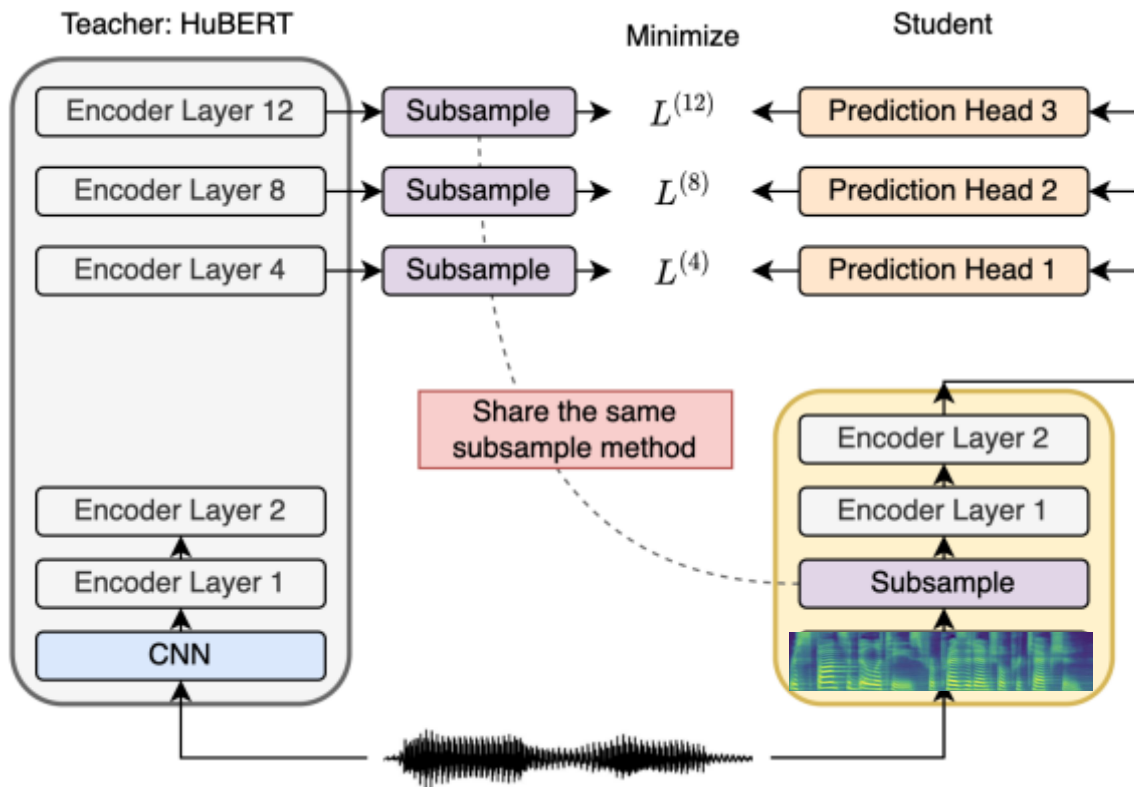 Teacher: HuBERT
Minimize
Student
Encoder Layer 12
Subsample
L^{(12)}
Prediction Head 3
Encoder Layer 8
Subsample
L^{(8)}
Prediction Head 2
Encoder Layer 4
Subsample
L^{(4)}
Prediction Head 1
Share the same
subsample method
Encoder Layer 2
Encoder Layer 1
CNN
Encoder Layer 2
Encoder Layer 1
Subsample